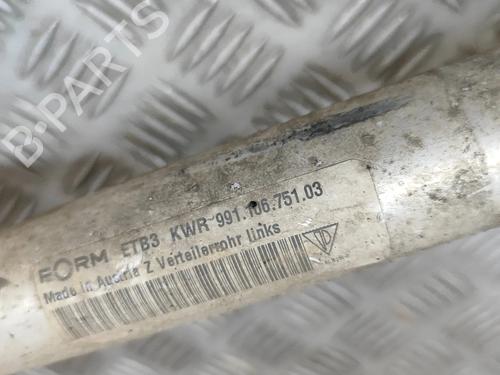 B-PARTS
FORM ETB3 KWR 991.106.751.03
Made in Austria Z Verteilerrohr links